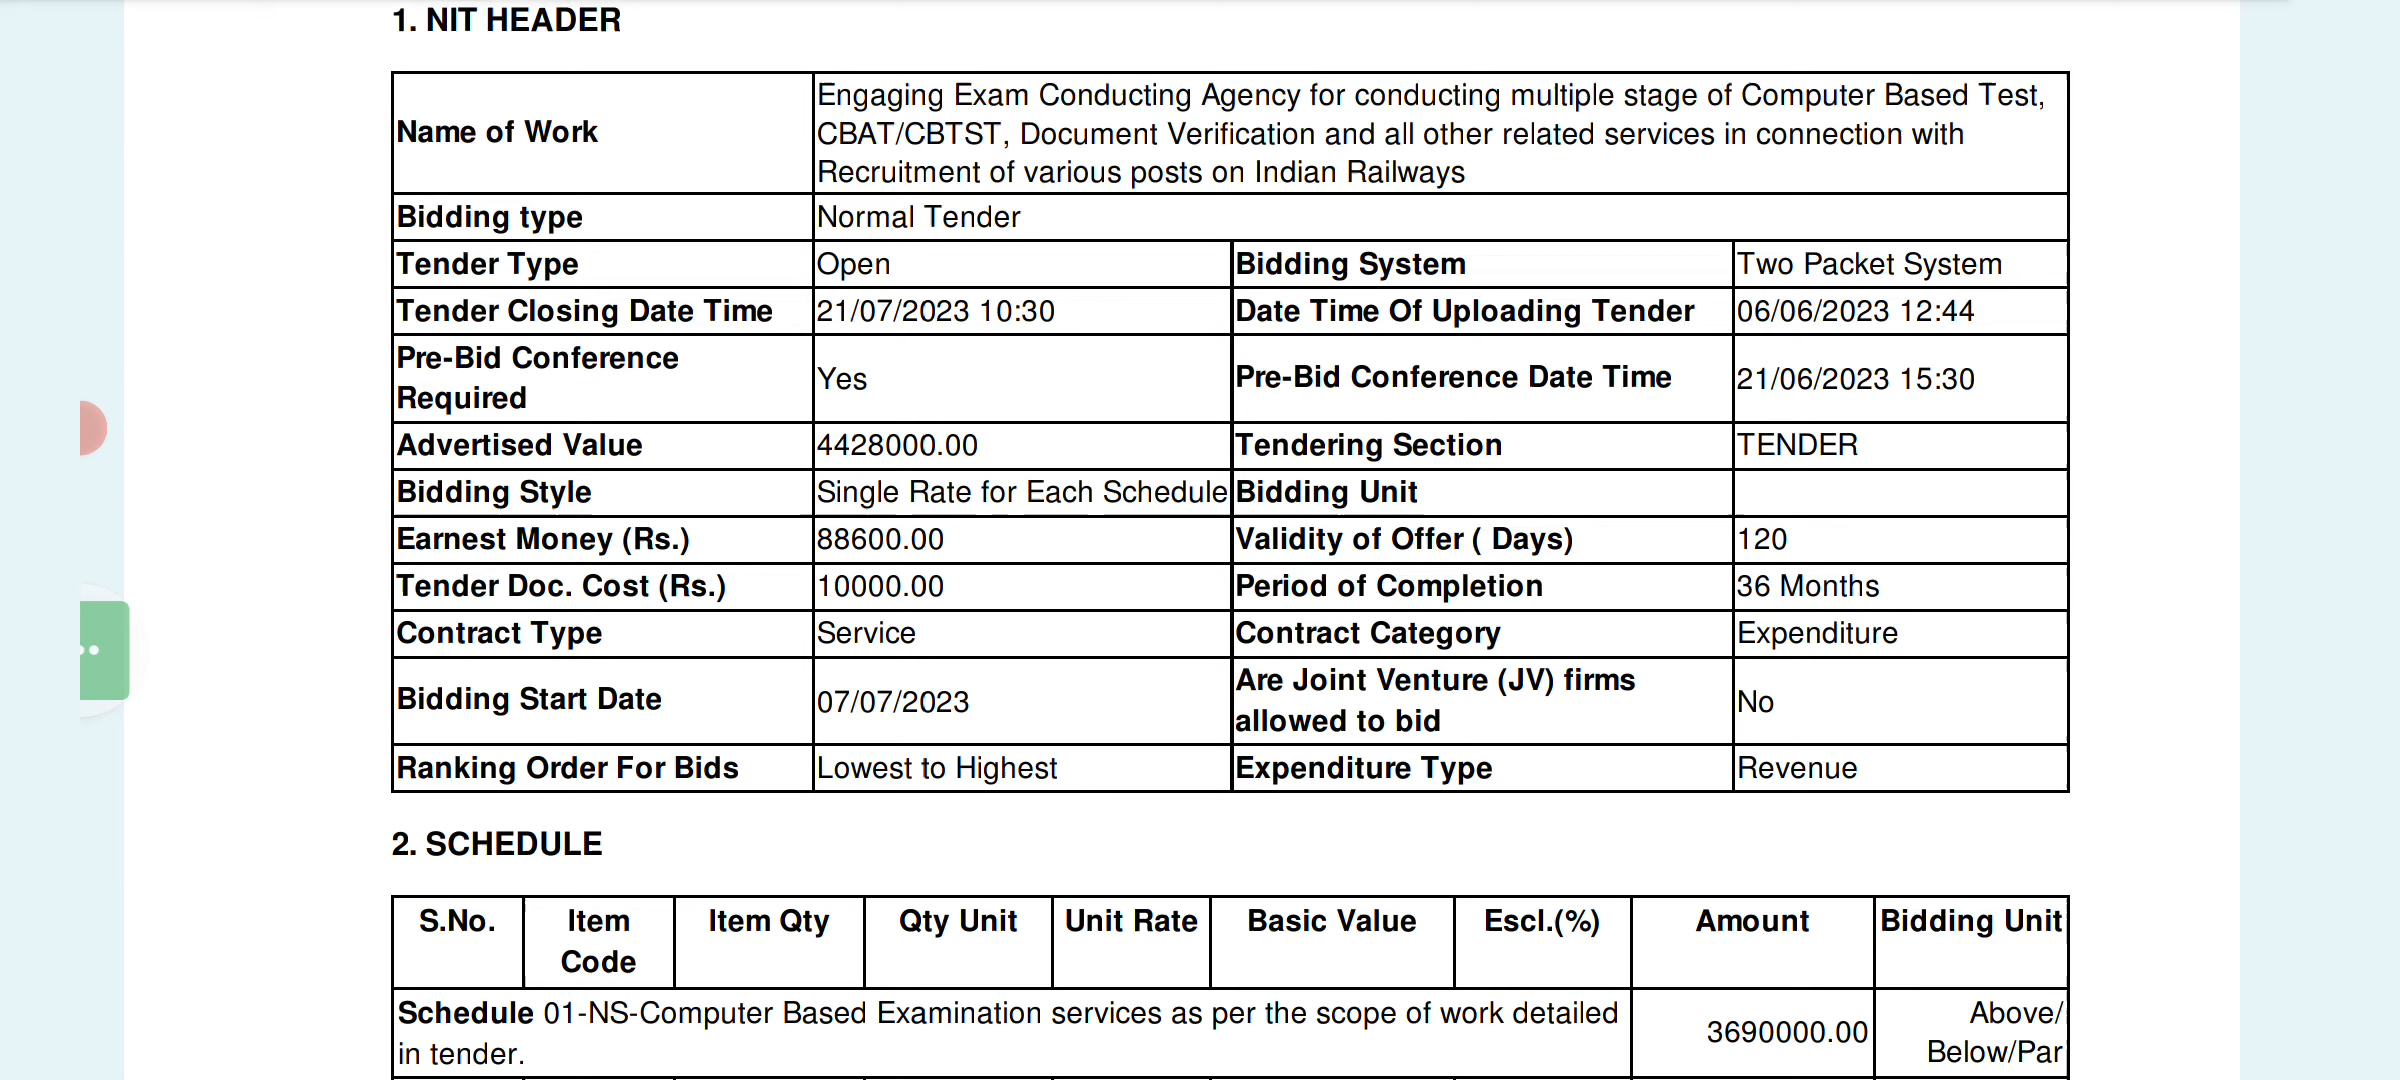 1. NIT HEADER
Name of Work
Engaging Exam Conducting Agency for conducting multiple stage of Computer Based Test,
CBAT/CBTST, Document Verification and all other related services in connection with
Recruitment of various posts on Indian Railways
Bidding type Normal Tender
Tender Type Open Bidding System Two Packet System
Tender Closing Date Time 21/07/2023 10:30 Date Time Of Uploading Tender 06/06/2023 12:44
Pre-Bid Conference
Required
Yes Pre-Bid Conference Date Time 21/06/2023 15:30
Advertised Value 4428000.00 Tendering Section TENDER
Bidding Style Single Rate for Each Schedule Bidding Unit
Earnest Money (Rs.) 88600.00 Validity of Offer ( Days) 120
Tender Doc. Cost (Rs.) 10000.00 Period of Completion 36 Months
Contract Type Service Contract Category Expenditure
Bidding Start Date 07/07/2023
Are Joint Venture (JV) firms
allowed to bid
No
Ranking Order For Bids Lowest to Highest Expenditure Type Revenue
2. SCHEDULE
S.No. Item Item Qty Qty Unit Unit Rate Basic Value Escl.(%) Amount Bidding Unit
Code
Schedule 01-NS-Computer Based Examination services as per the scope of work detailed
in tender.
3690000.00
Above/
Below/Par